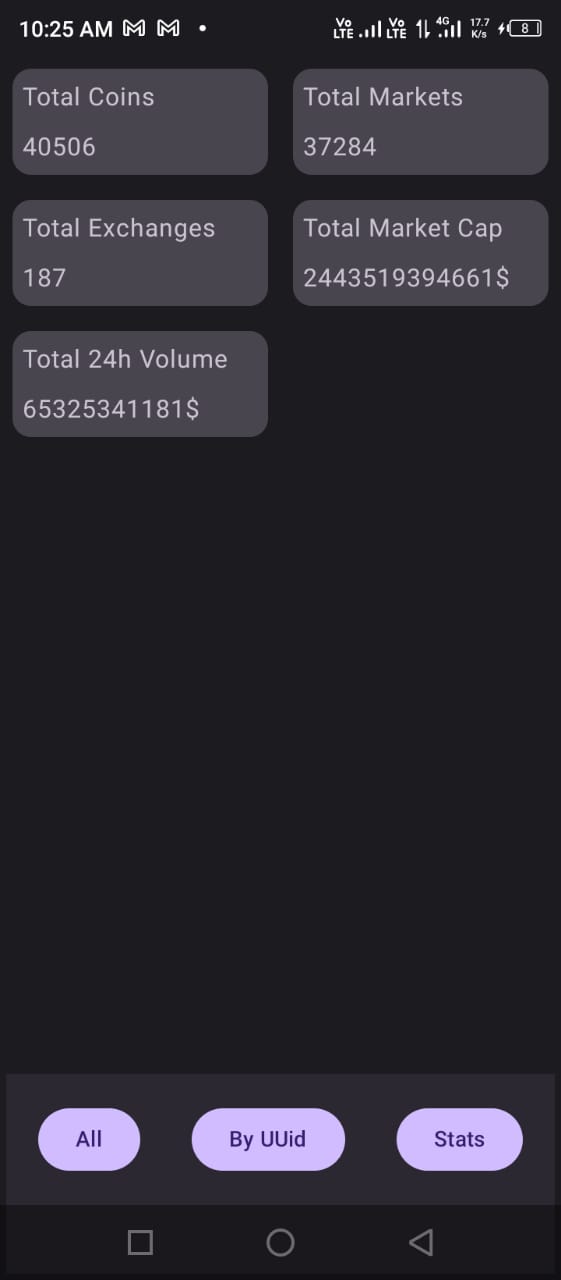 10:25 AM
Vo LTE Vo LTE 4G 17.7 K/s 8
Total Coins
40506
Total Markets
37284
Total Exchanges
187
Total Market Cap
2443519394661$
Total 24h Volume
65325341181$
All
By UUid
Stats